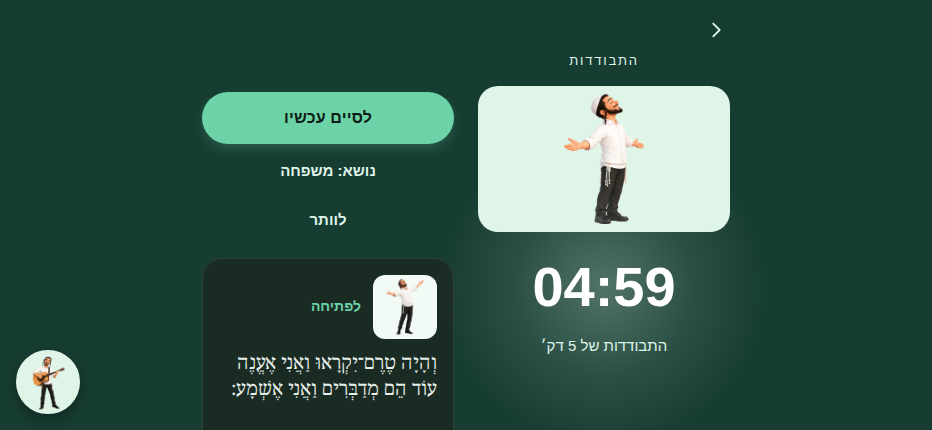 התבודדות
04:59
התבודדות של 5 דק׳
לסיים עכשיו
נושא: משפחה
לוותר
לפתיחה
וְהָיָה טֶרֶם־יִקְרָאוּ וַאֲנִי אֶעֱנֶה
עוֹד הֵם מְדַבְּרִים וַאֲנִי אֶשְׁמָע: